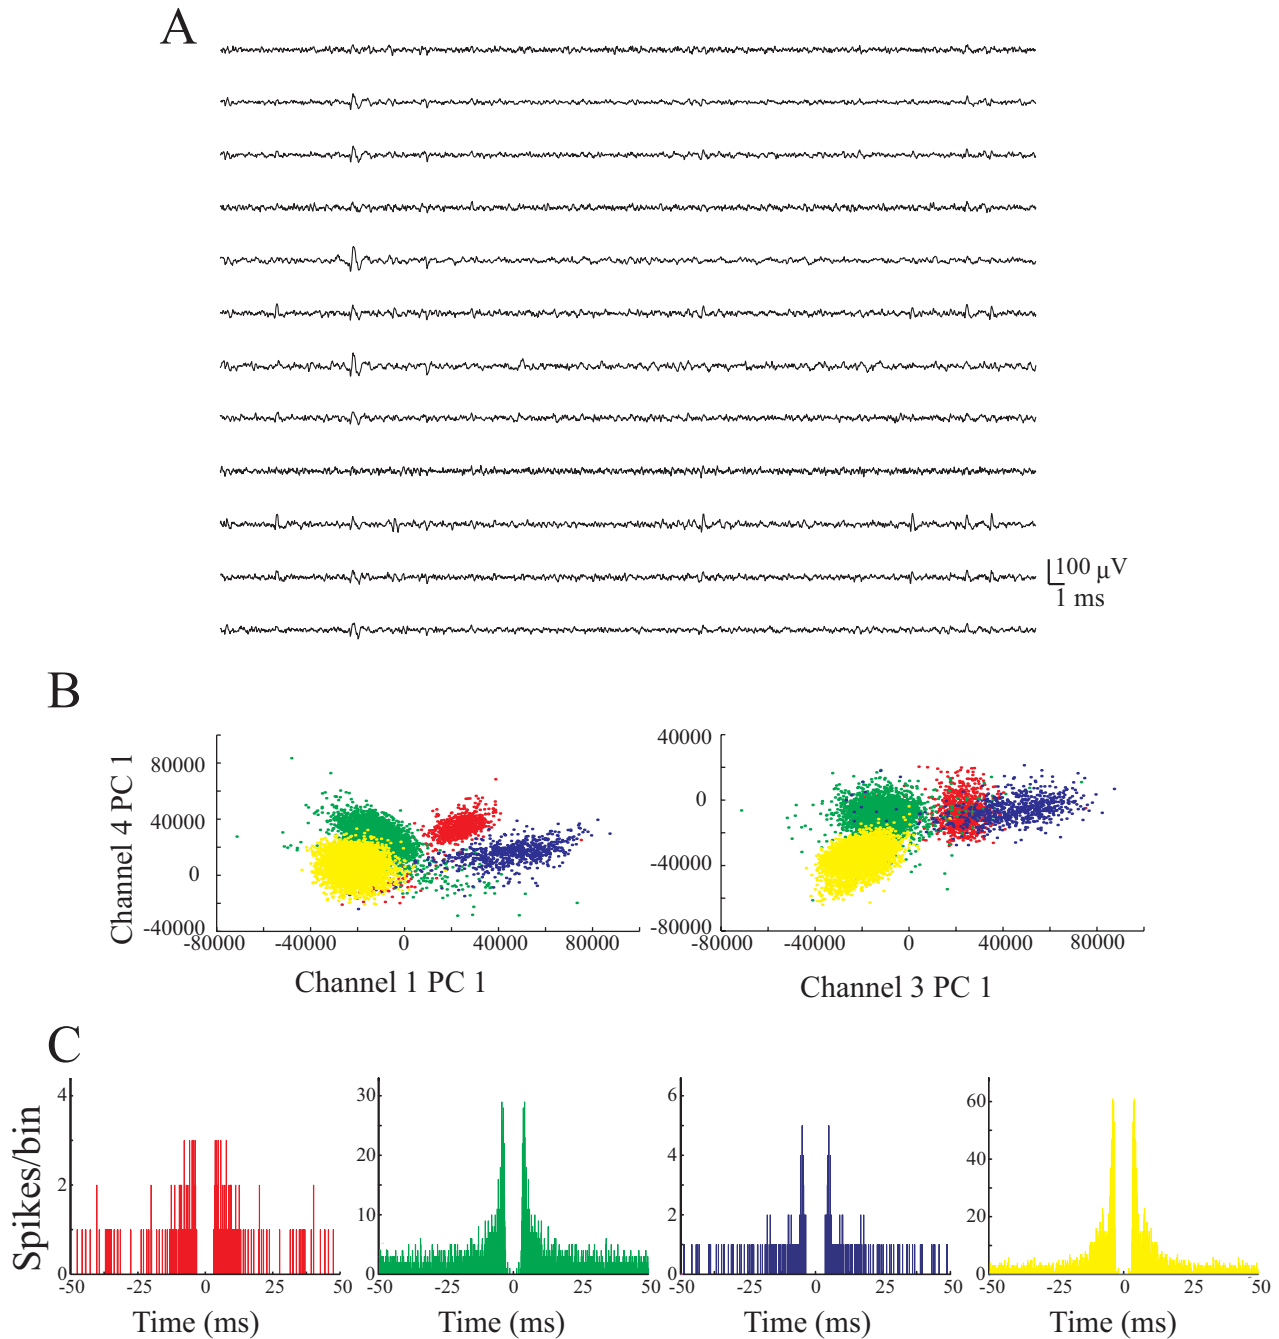 A
100 μV
1 ms
B
Channel 4 PC 1
80000
40000
0
-40000
-80000 -40000 0 40000 80000
Channel 1 PC 1
40000
0
-40000
-80000
-80000 -40000 0 40000 80000
Channel 3 PC 1
C
Spikes/bin
4
2
0
-50 -25 0 25 50
Time (ms)
30
20
10
0
-50 -25 0 25 50
Time (ms)
6
4
2
0
-50 -25 0 25 50
Time (ms)
60
40
20
0
-50 -25 0 25 50
Time (ms)